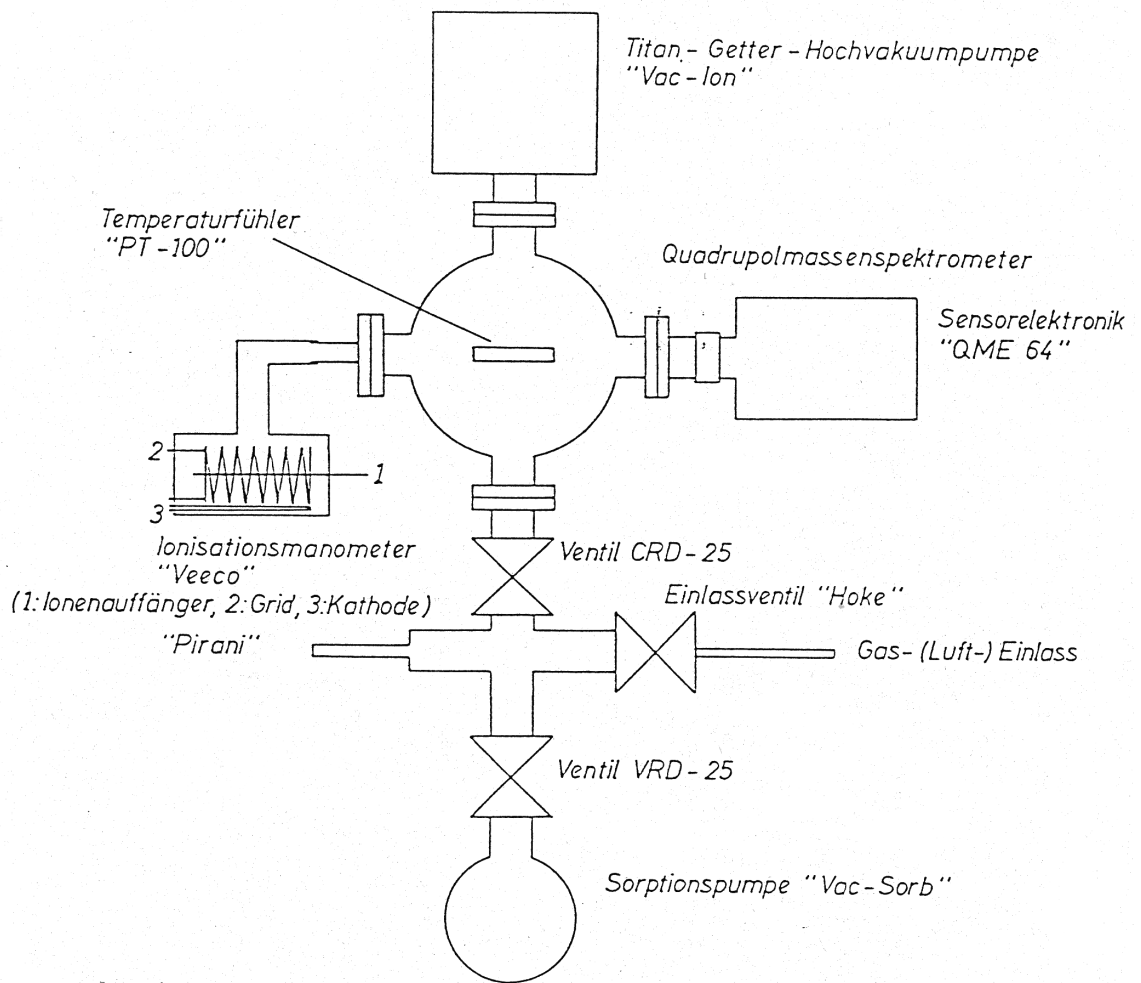 Titan - Getter - Hochvakuumpumpe
"Vac - Ion"
Temperaturfühler
"PT - 100"
Quadrupolmassenspektrometer
Sensorelektronik
"QME 64"
2
1
3
Ionisationsmanometer
"Veeco"
(1: Ionenauffänger, 2: Grid, 3: Kathode)
Ventil CRD - 25
Einlassventil "Hoke"
"Pirani"
Gas- (Luft-) Einlass
Ventil VRD - 25
Sorptionspumpe "Vac - Sorb"